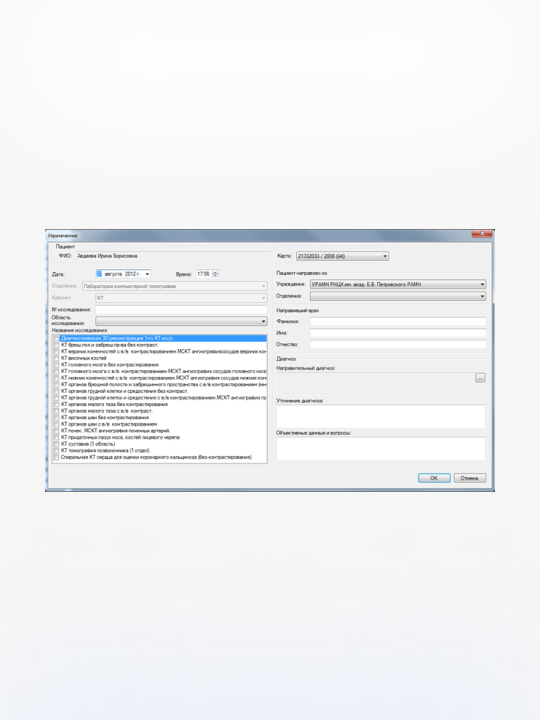 Назначение
Пациент
ФИО: Авдеева Ирина Борисовна
Карта: 21332033 / 2008 (АК)
Дата: августа 2012 г.
Время: 17:56
Отделение: Лаборатория компьютерной томографии
Кабинет: КТ
№ исследования:
Область исследования:
Название исследования:
Диагностическая 3D реконструкция 1-го КТ иссл.
КТ брюш.пол и забрюш.пр-ва без контраст.
КТ верхних конечностей с в/в контрастированием.МСКТ ангиография сосудов верхних кон
КТ височных костей
КТ головного мозга без контрастирования
КТ головного мозга с в/в контрастированием.МСКТ ангиография сосудов головного моз
КТ нижних конечностей с в/в контрастированием.МСКТ ангиография сосудов нижних кон
КТ органов брюшной полости и забрюшинного пространства с в/в контрастированием
КТ органов грудной клетки и средостения без контраст.
КТ органов грудной клетки и средостения с в/в контрастированием.МСКТ ангиография гр
КТ органов малого таза без контрастирования
КТ органов малого таза с в/в контраст.
КТ органов шеи без контрастирования
КТ органов шеи с в/в контрастированием
КТ почек. МСКТ ангиография почечных артерий.
КТ придаточных пазух носа, костей лицевого черепа
КТ суставов (1 область)
КТ томография позвоночника (1 отдел)
Спиральная КТ сердца для оценки коронарного кальциноза (без контрастирования)
Пациент направлен из
Учреждение: УРАМН РНЦХ им. акад. Б.В. Петровского РАМН
Отделение:
Направивший врач
Фамилия:
Имя:
Отчество:
Диагноз
Направительный диагноз:
...
Уточнение диагноза:
Объективные данные и вопросы:
OK
Отмена